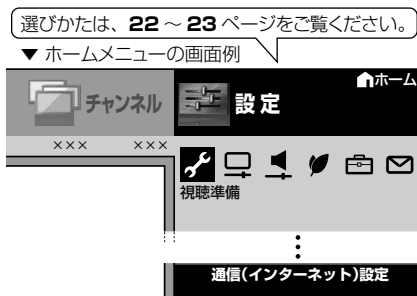 選びかたは、22 ～ 23 ページをご覧ください。
▼ ホームメニューの画面例
ホーム
チャンネル
設定
××× ×××
視聴準備
通信(インターネット)設定